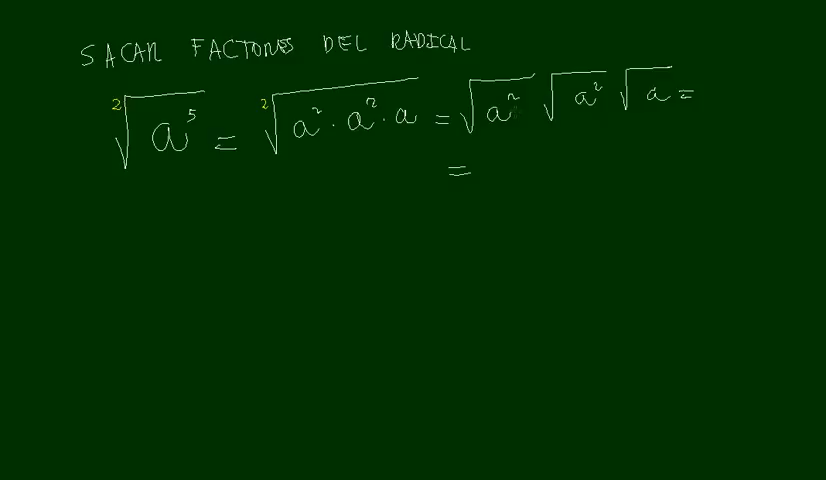 SACAR FACTORES DEL RADICAL
²√a⁵ = ²√a² · a² · a = √a² √a² √a =
=